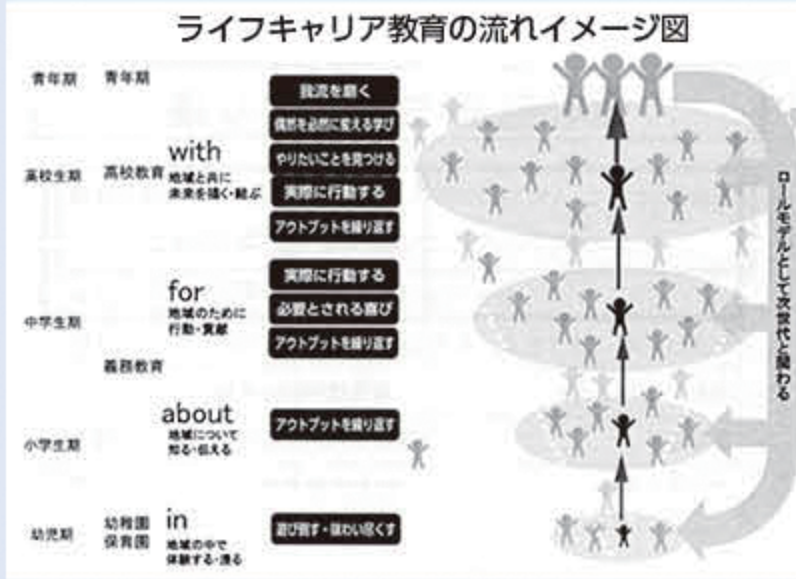 ライフキャリア教育の流れイメージ図
青年期 青年期
我流を磨く
偶然を必然に変える学び
高校生期 高校教育
with
地域と共に
未来を描く・結ぶ
やりたいことを見つける
実際に行動する
アウトプットを繰り返す
中学生期
for
地域のために
行動・貢献
実際に行動する
必要とされる喜び
アウトプットを繰り返す
義務教育
小学生期
about
地域について
知る・伝える
アウトプットを繰り返す
幼児期
幼稚園
保育園
in
地域の中で
体験する・浸る
遊び倒す・味わい尽くす
ロールモデルとして次世代と関わる